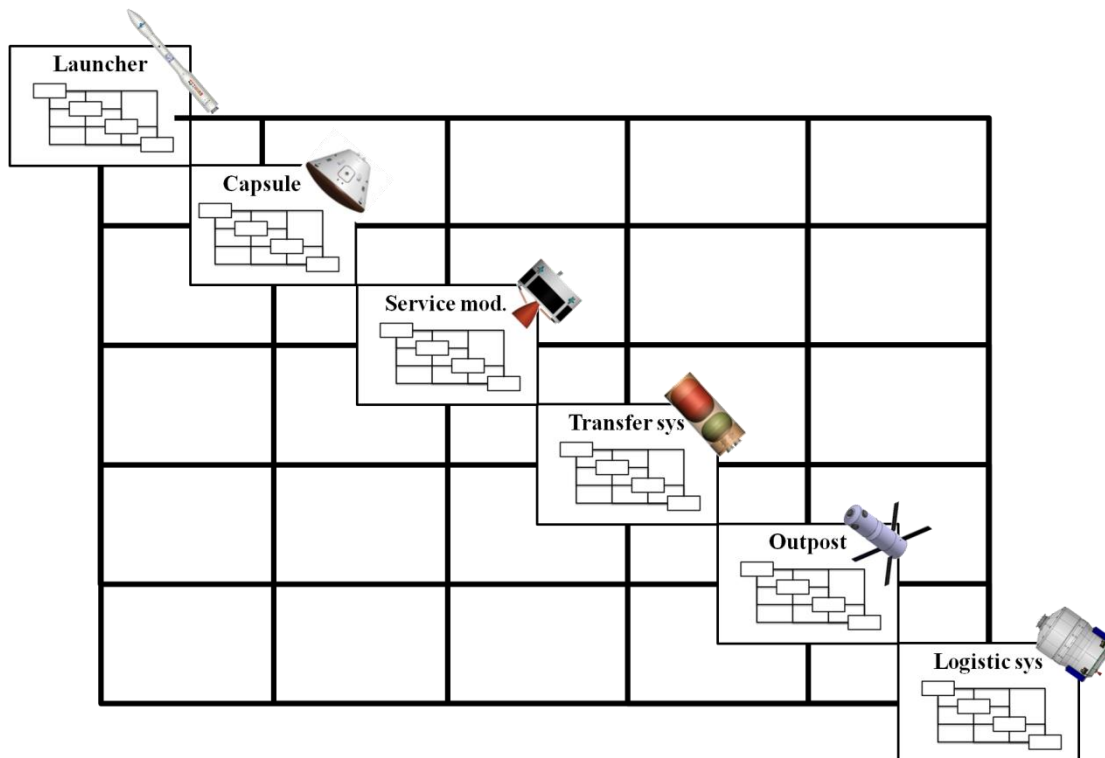 Launcher
Capsule
Service mod.
Transfer sys
Outpost
Logistic sys